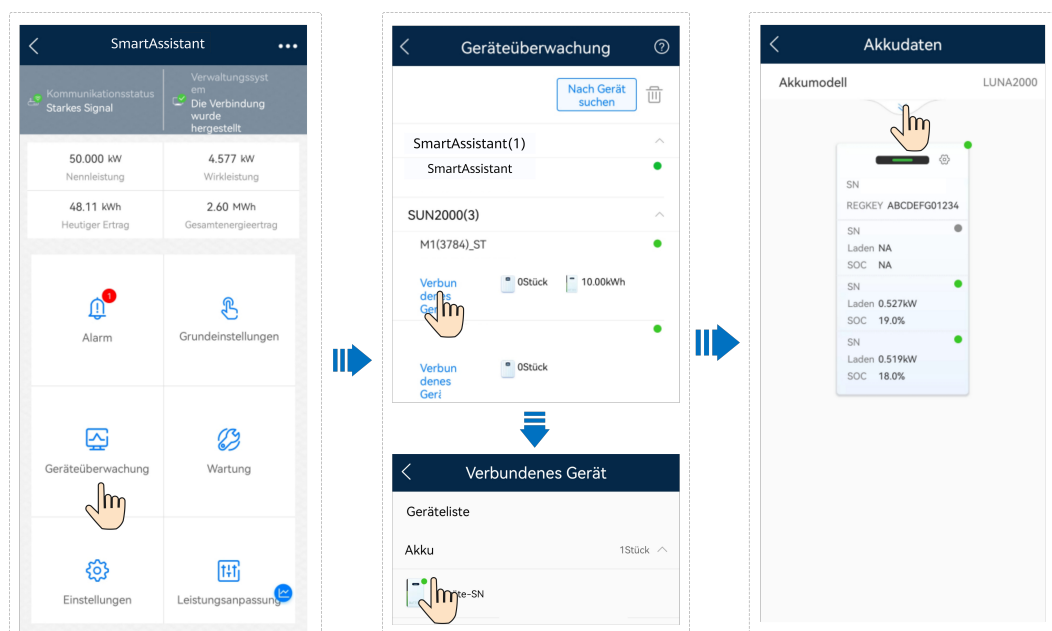 SmartAssistant
Kommunikationsstatus
Starkes Signal
Verwaltungssyst
em
Die Verbindung
wurde
hergestellt
50.000 kW
Nennleistung
4.577 kW
Wirkleistung
48.11 kWh
Heutiger Ertrag
2.60 MWh
Gesamtenergieertrag
1
Alarm
Grundeinstellungen
Geräteüberwachung
Wartung
Einstellungen
Leistungsanpassung
Geräteüberwachung
Nach Gerät
suchen
SmartAssistant(1)
SmartAssistant
SUN2000(3)
M1(3784)_ST
Verbun
denes
0Stück
10.00kWh
Verbun
denes
Gerä
0Stück
Verbundenes Gerät
Geräteliste
Akku
1Stück
te-SN
Akkudaten
Akkumodell
LUNA2000
SN
REGKEY ABCDEFG01234
SN
Laden NA
SOC NA
SN
Laden 0.527kW
SOC 19.0%
SN
Laden 0.519kW
SOC 18.0%